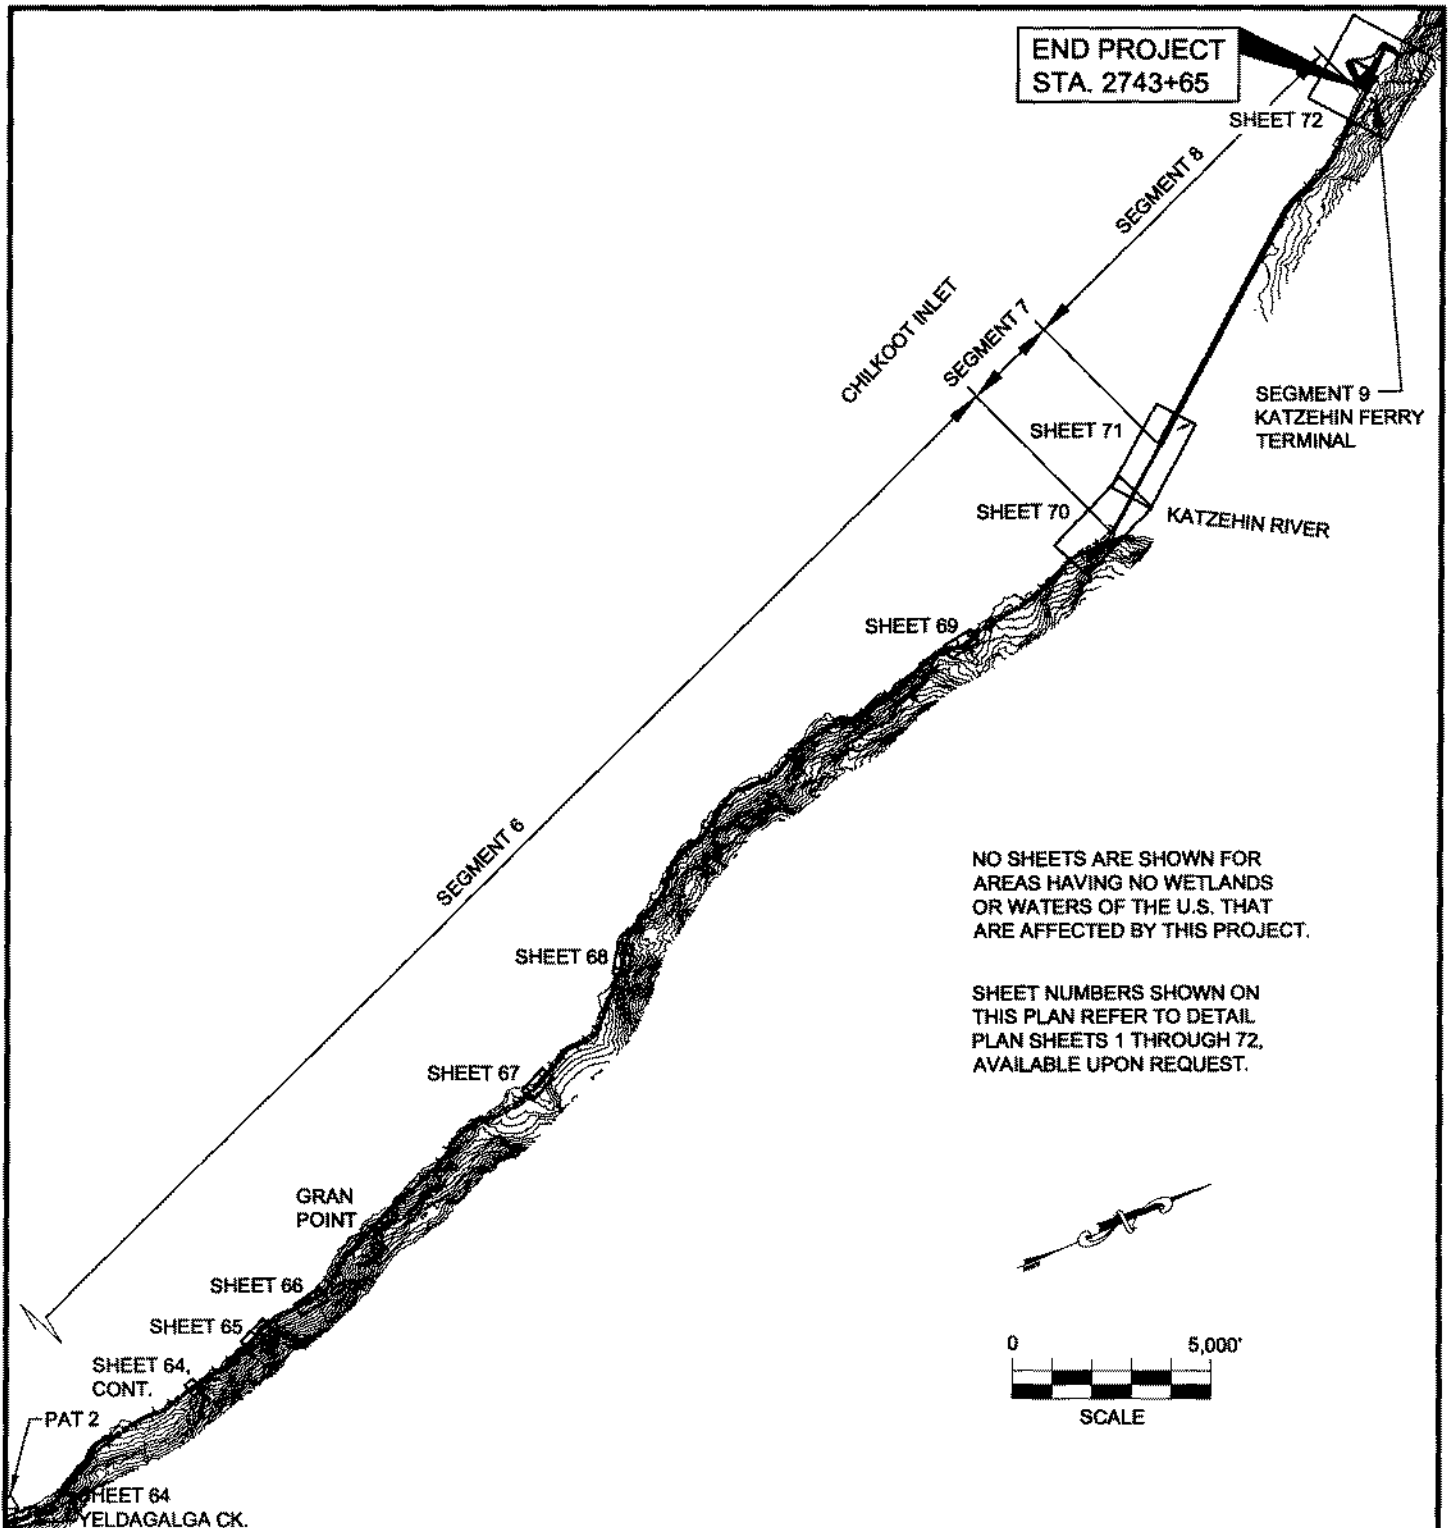 END PROJECT
STA. 2743+65
SHEET 72
SEGMENT 8
CHILKOOT INLET
SEGMENT 7
SEGMENT 9
KATZEHIN FERRY
TERMINAL
SHEET 71
SHEET 70
KATZEHIN RIVER
SHEET 69
SEGMENT 6
NO SHEETS ARE SHOWN FOR
AREAS HAVING NO WETLANDS
OR WATERS OF THE U.S. THAT
ARE AFFECTED BY THIS PROJECT.
SHEET 68
SHEET NUMBERS SHOWN ON
THIS PLAN REFER TO DETAIL
PLAN SHEETS 1 THROUGH 72,
AVAILABLE UPON REQUEST.
SHEET 67
GRAN
POINT
SHEET 66
SHEET 65
SHEET 64,
CONT.
0 5,000'
SCALE
PAT 2
SHEET 64
YELDAGALGA CK.